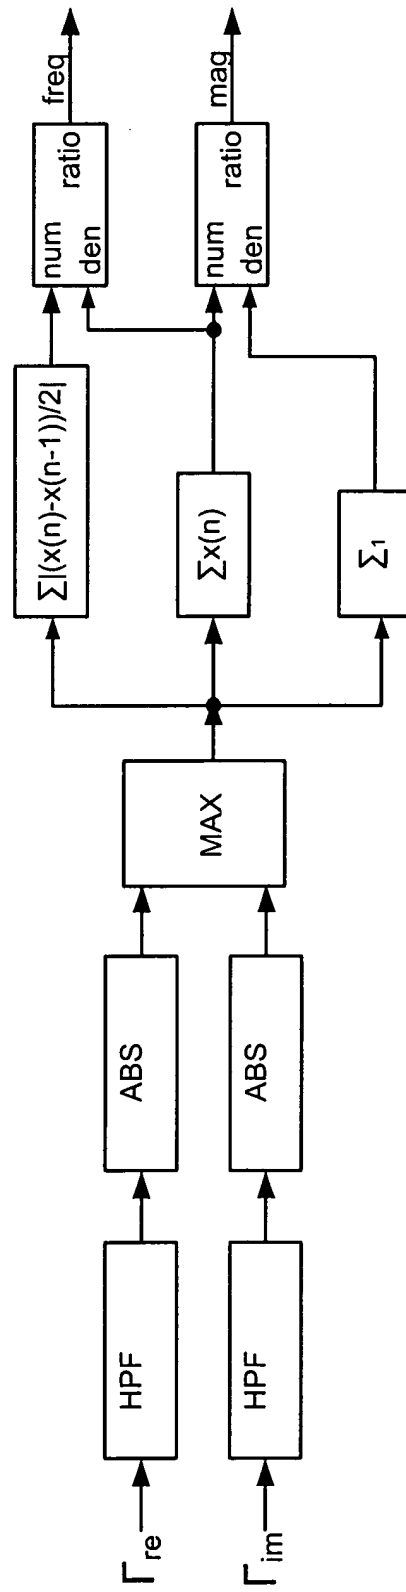 Γre
HPF
ABS
Γim
HPF
ABS
MAX
Σ|(x(n)-x(n-1))/2|
Σx(n)
Σ1
num
den
ratio
freq
num
den
ratio
mag